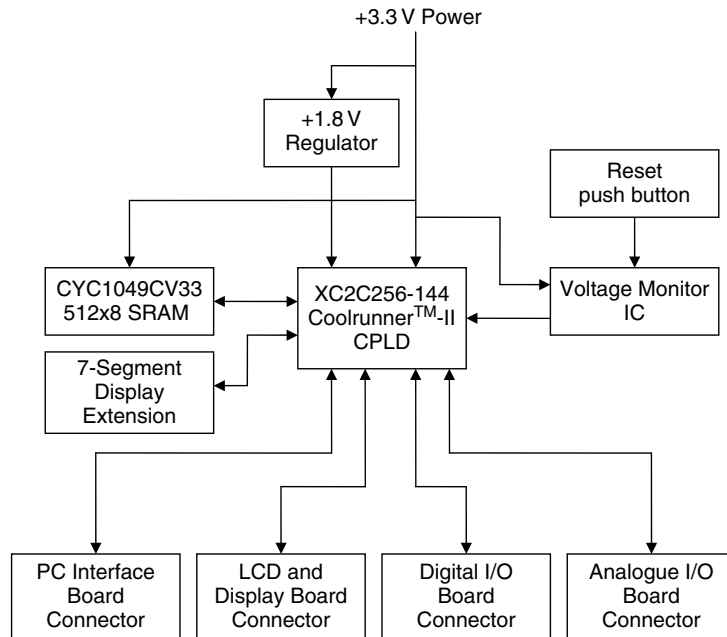 +3.3 V Power
+1.8 V
Regulator
Reset
push button
CYC1049CV33
512x8 SRAM
XC2C256-144
Coolrunner™-II
CPLD
Voltage Monitor
IC
7-Segment
Display
Extension
PC Interface
Board
Connector
LCD and
Display Board
Connector
Digital I/O
Board
Connector
Analogue I/O
Board
Connector